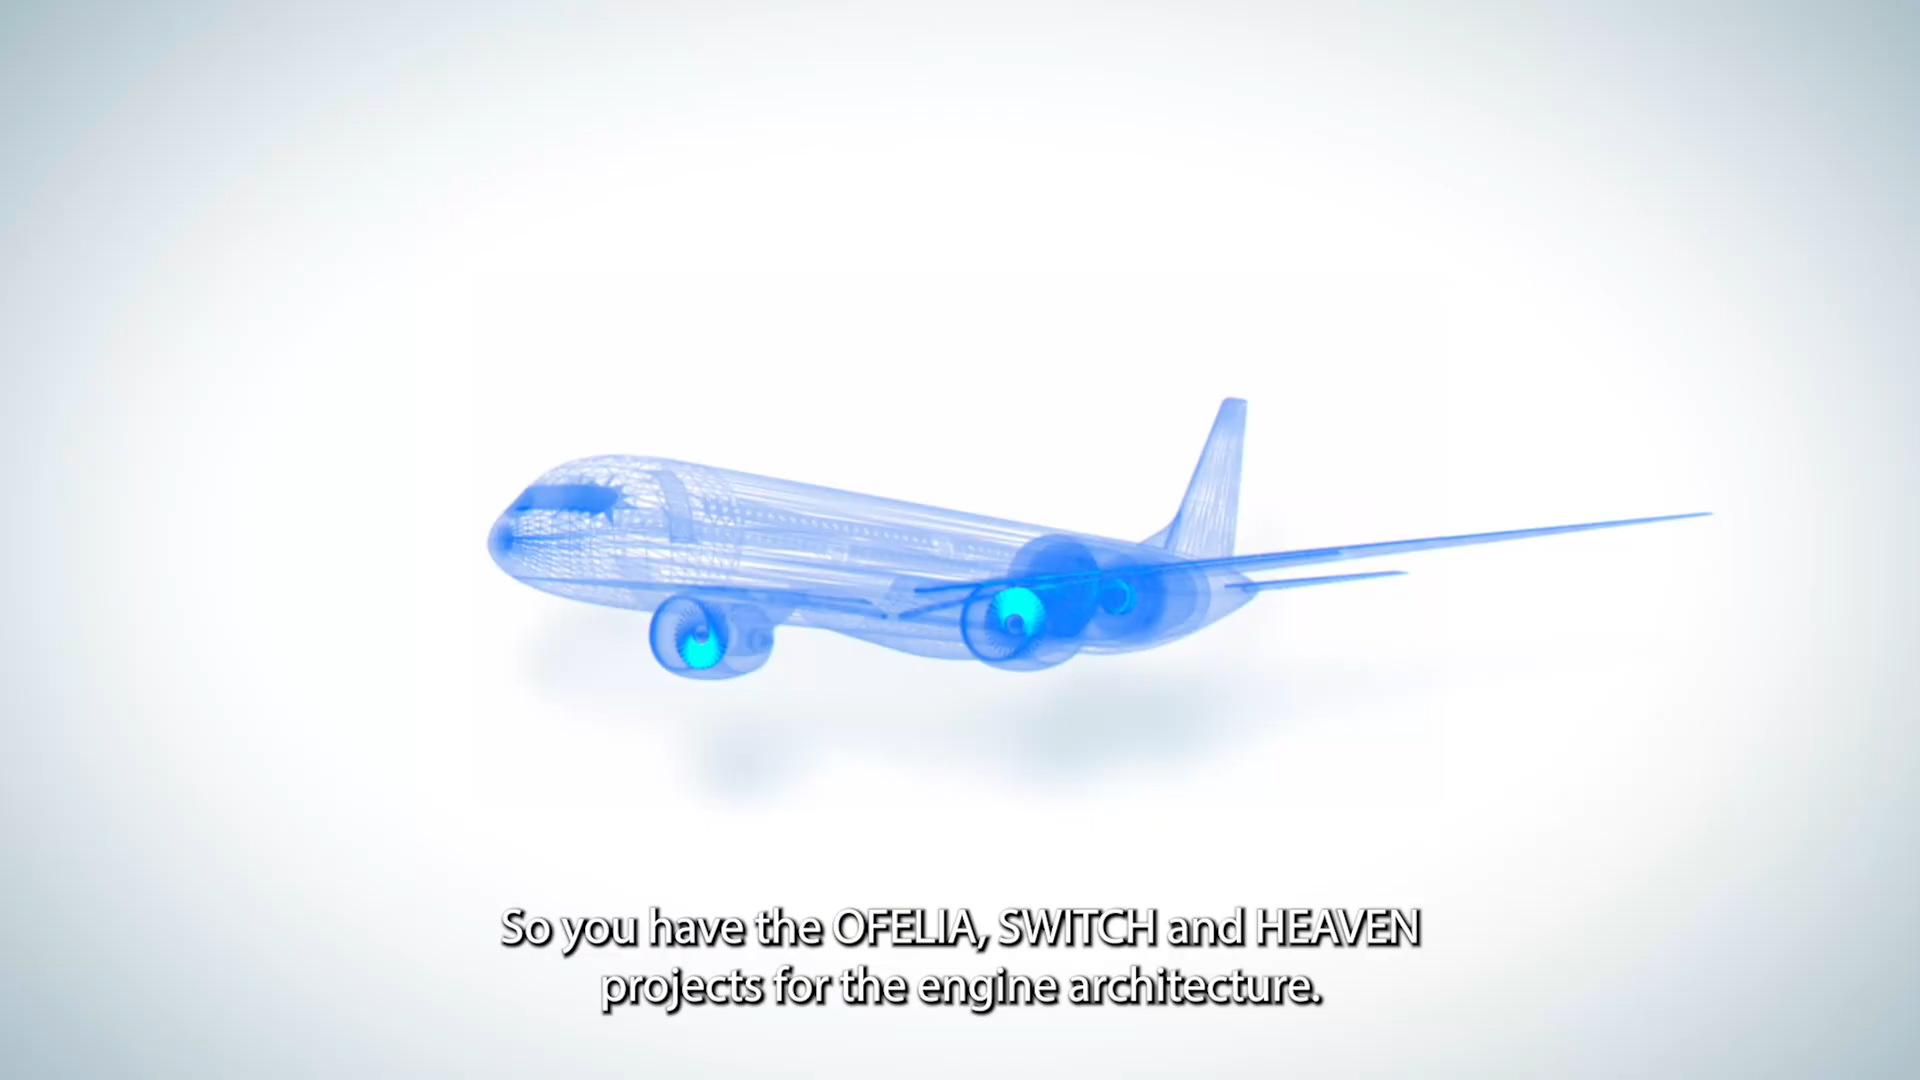 So you have the OFELIA, SWITCH and HEAVEN
projects for the engine architecture.